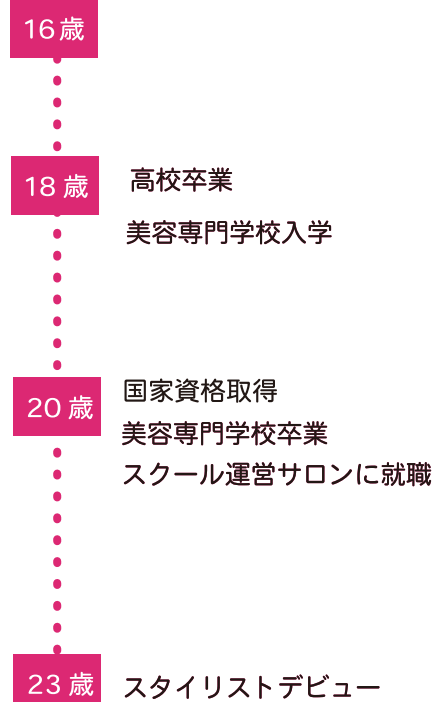 16歳
18歳
高校卒業
美容専門学校入学
20歳
国家資格取得
美容専門学校卒業
スクール運営サロンに就職
23歳
スタイリストデビュー